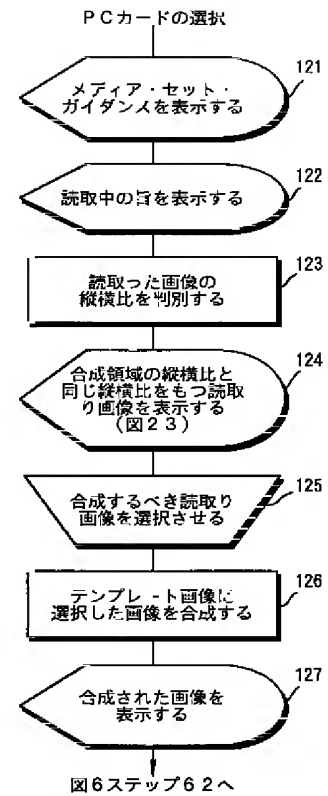 PCカードの選択
メディア・セット・
ガイダンスを表示する
121
読取中の旨を表示する
122
読取った画像の
縦横比を判別する
123
合成領域の縦横比と
同じ縦横比をもつ読取
り画像を表示する
(図23)
124
合成するべき読取り
画像を選択させる
125
テンプレート画像に
選択した画像を合成する
126
合成された画像を
表示する
127
図6ステップ62へ